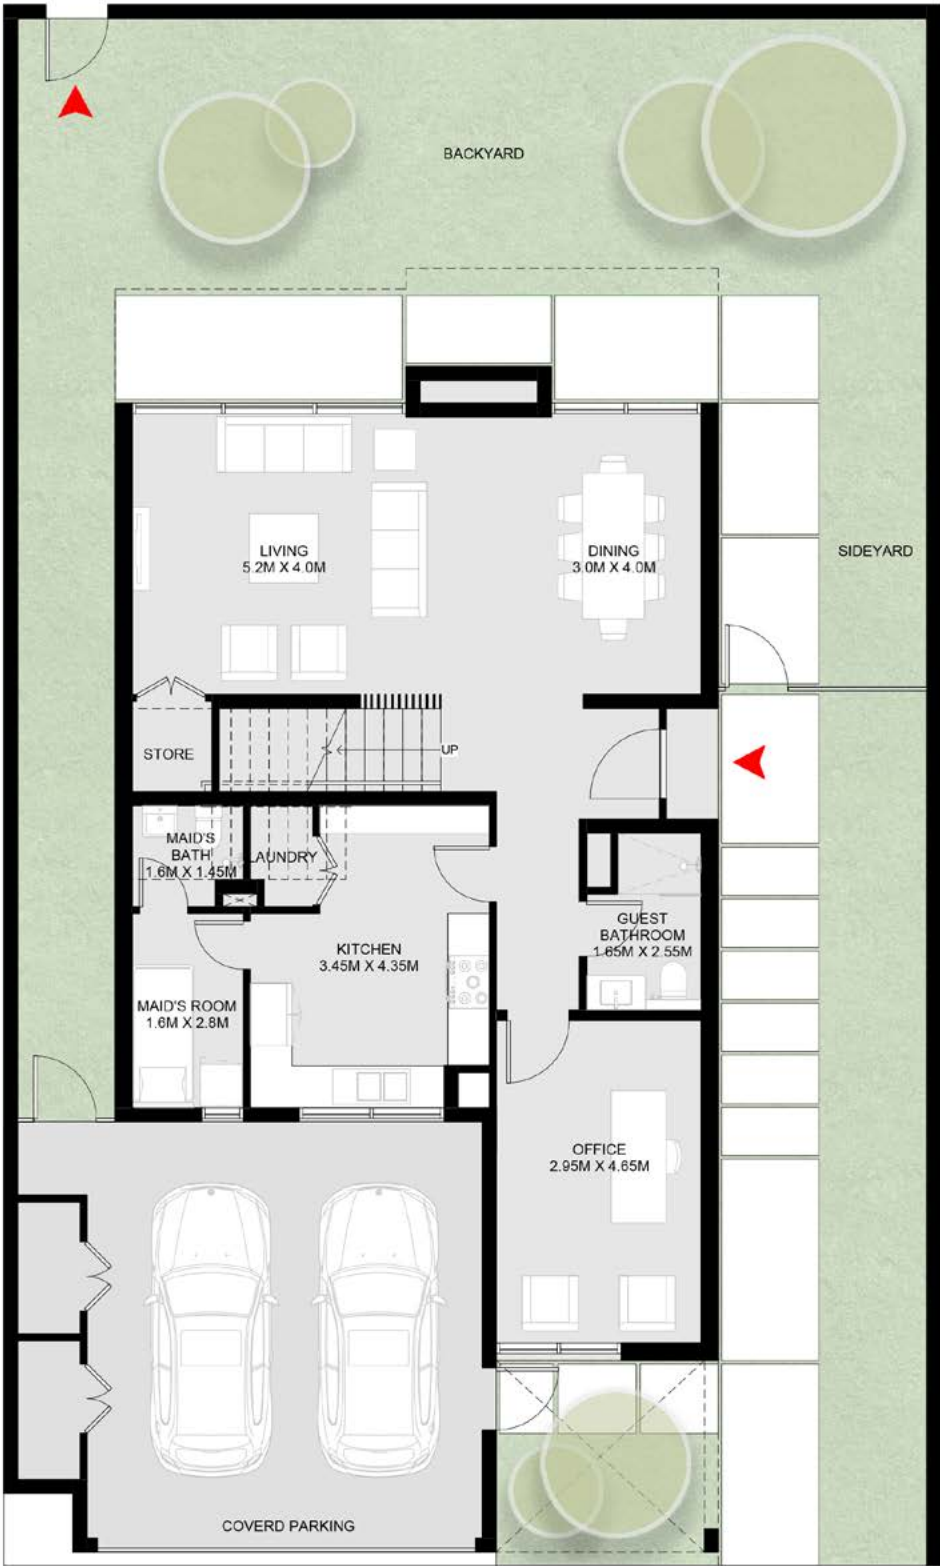 BACKYARD
SIDEYARD
LIVING
5.2M X 4.0M
DINING
3.0M X 4.0M
STORE
UP
MAID'S
BATH
1.6M X 1.45M
LAUNDRY
KITCHEN
3.45M X 4.35M
GUEST
BATHROOM
1.65M X 2.55M
MAID'S ROOM
1.6M X 2.8M
OFFICE
2.95M X 4.65M
COVERD PARKING